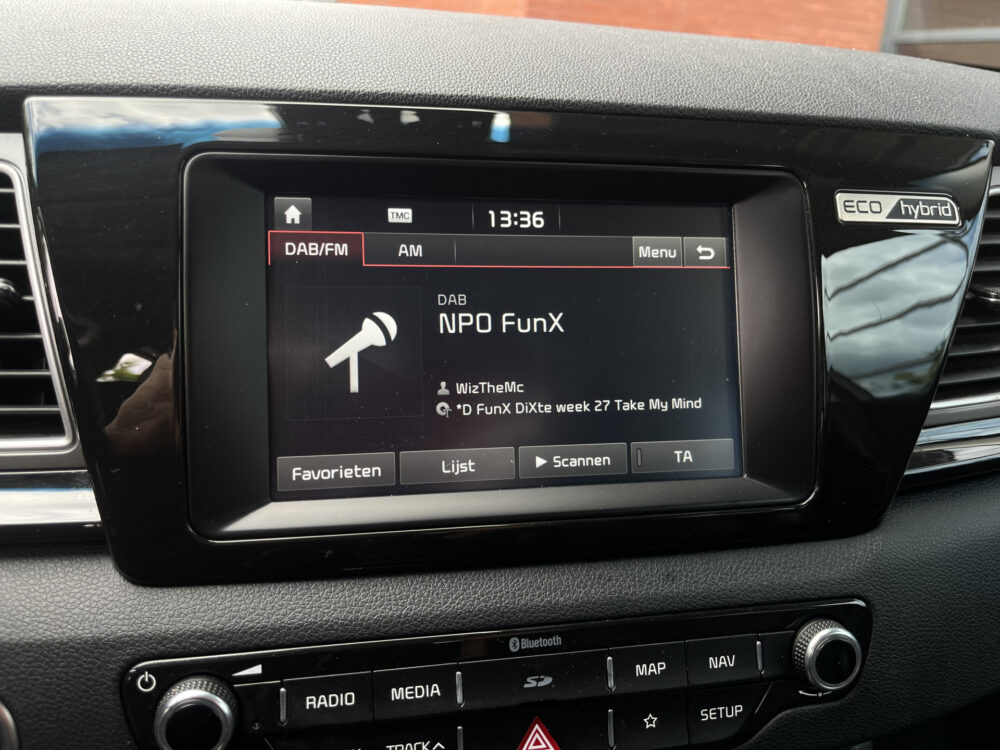 ECO hybrid
TMC 13:36
DAB/FM AM Menu
DAB
NPO FunX
WizTheMc
*D FunX DiXte week 27 Take My Mind
Favorieten Lijst Scannen TA
Bluetooth
RADIO MEDIA SD MAP NAV
TRACK SETUP